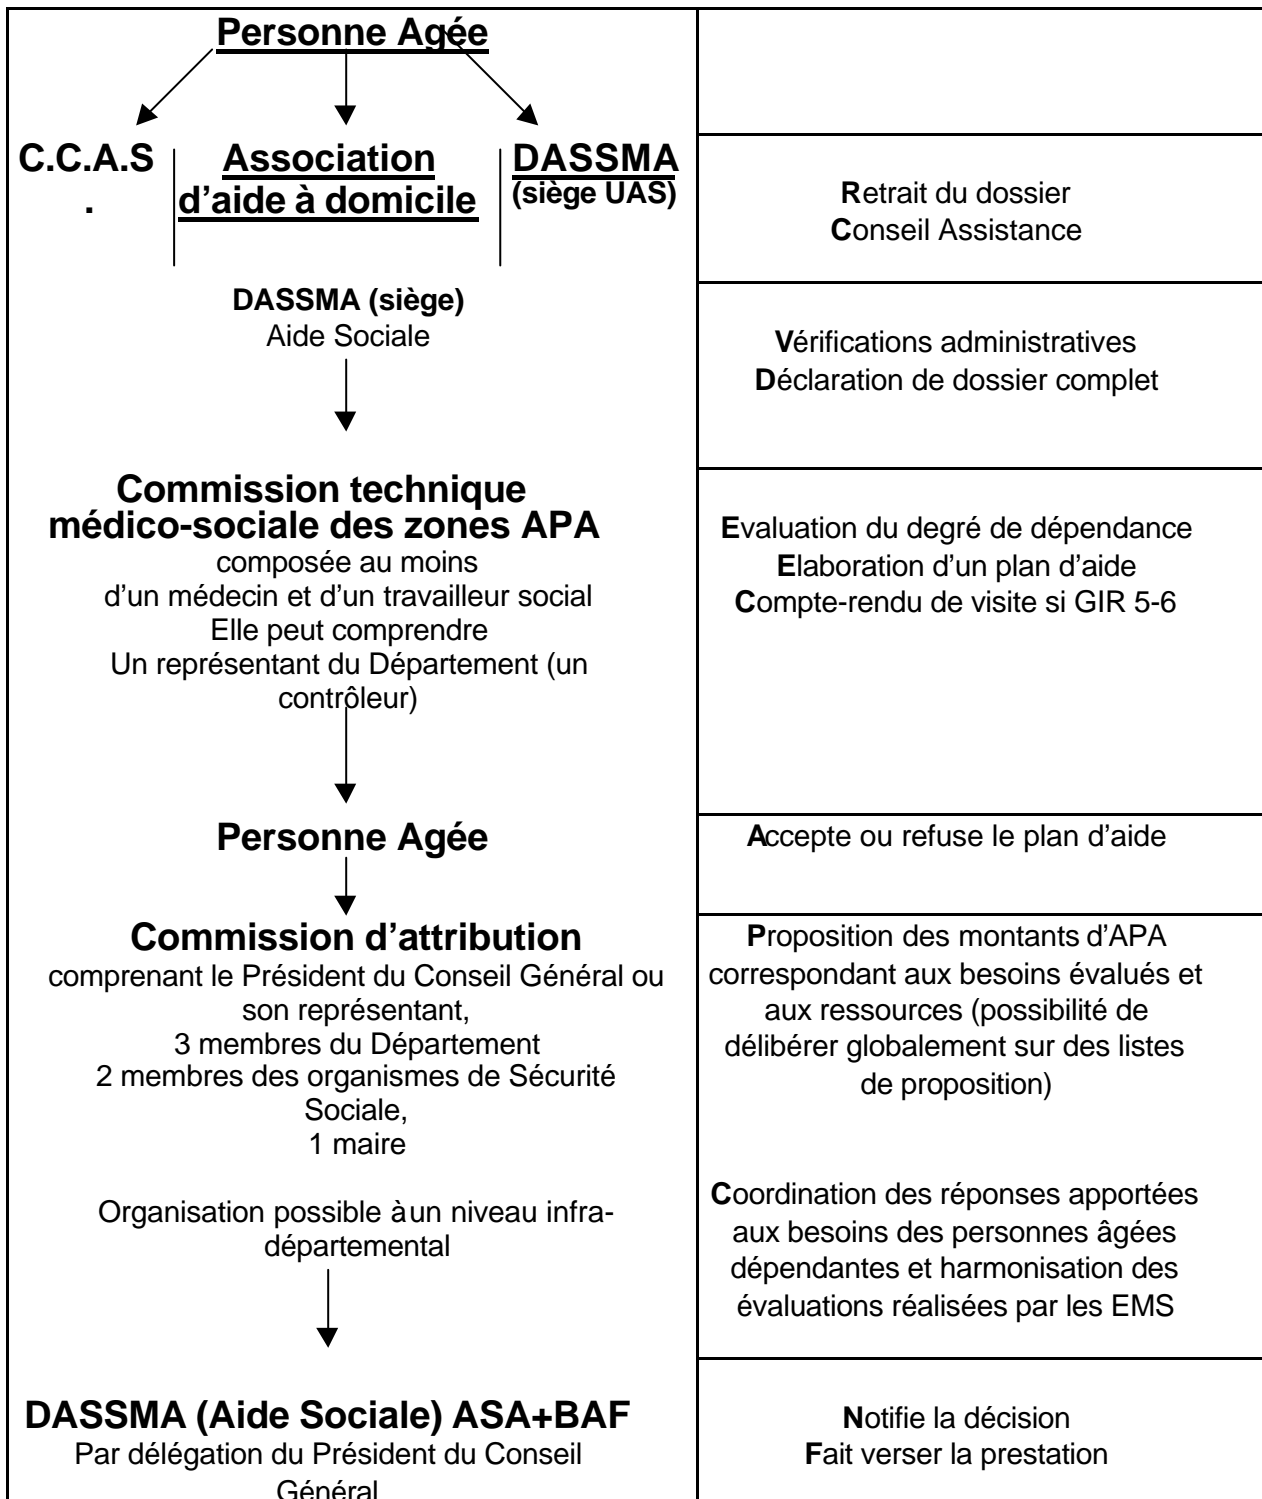 Personne Agée
C.C.A.S
.
Association
d’aide à domicile
DASSMA
(siège UAS)
Retrait du dossier
Conseil Assistance
DASSMA (siège)
Aide Sociale
Vérifications administratives
Déclaration de dossier complet
Commission technique
médico-sociale des zones APA
composée au moins
d’un médecin et d’un travailleur social
Elle peut comprendre
Un représentant du Département (un
contrôleur)
Evaluation du degré de dépendance
Elaboration d’un plan d’aide
Compte-rendu de visite si GIR 5-6
Personne Agée
Accepte ou refuse le plan d’aide
Commission d’attribution
comprenant le Président du Conseil Général ou
son représentant,
3 membres du Département
2 membres des organismes de Sécurité
Sociale,
1 maire
Organisation possible à un niveau infra-
départemental
Proposition des montants d’APA
correspondant aux besoins évalués et
aux ressources (possibilité de
délibérer globalement sur des listes
de proposition)
Coordination des réponses apportées
aux besoins des personnes âgées
dépendantes et harmonisation des
évaluations réalisées par les EMS
DASSMA (Aide Sociale) ASA+BAF
Par délégation du Président du Conseil
Général
Notifie la décision
Fait verser la prestation